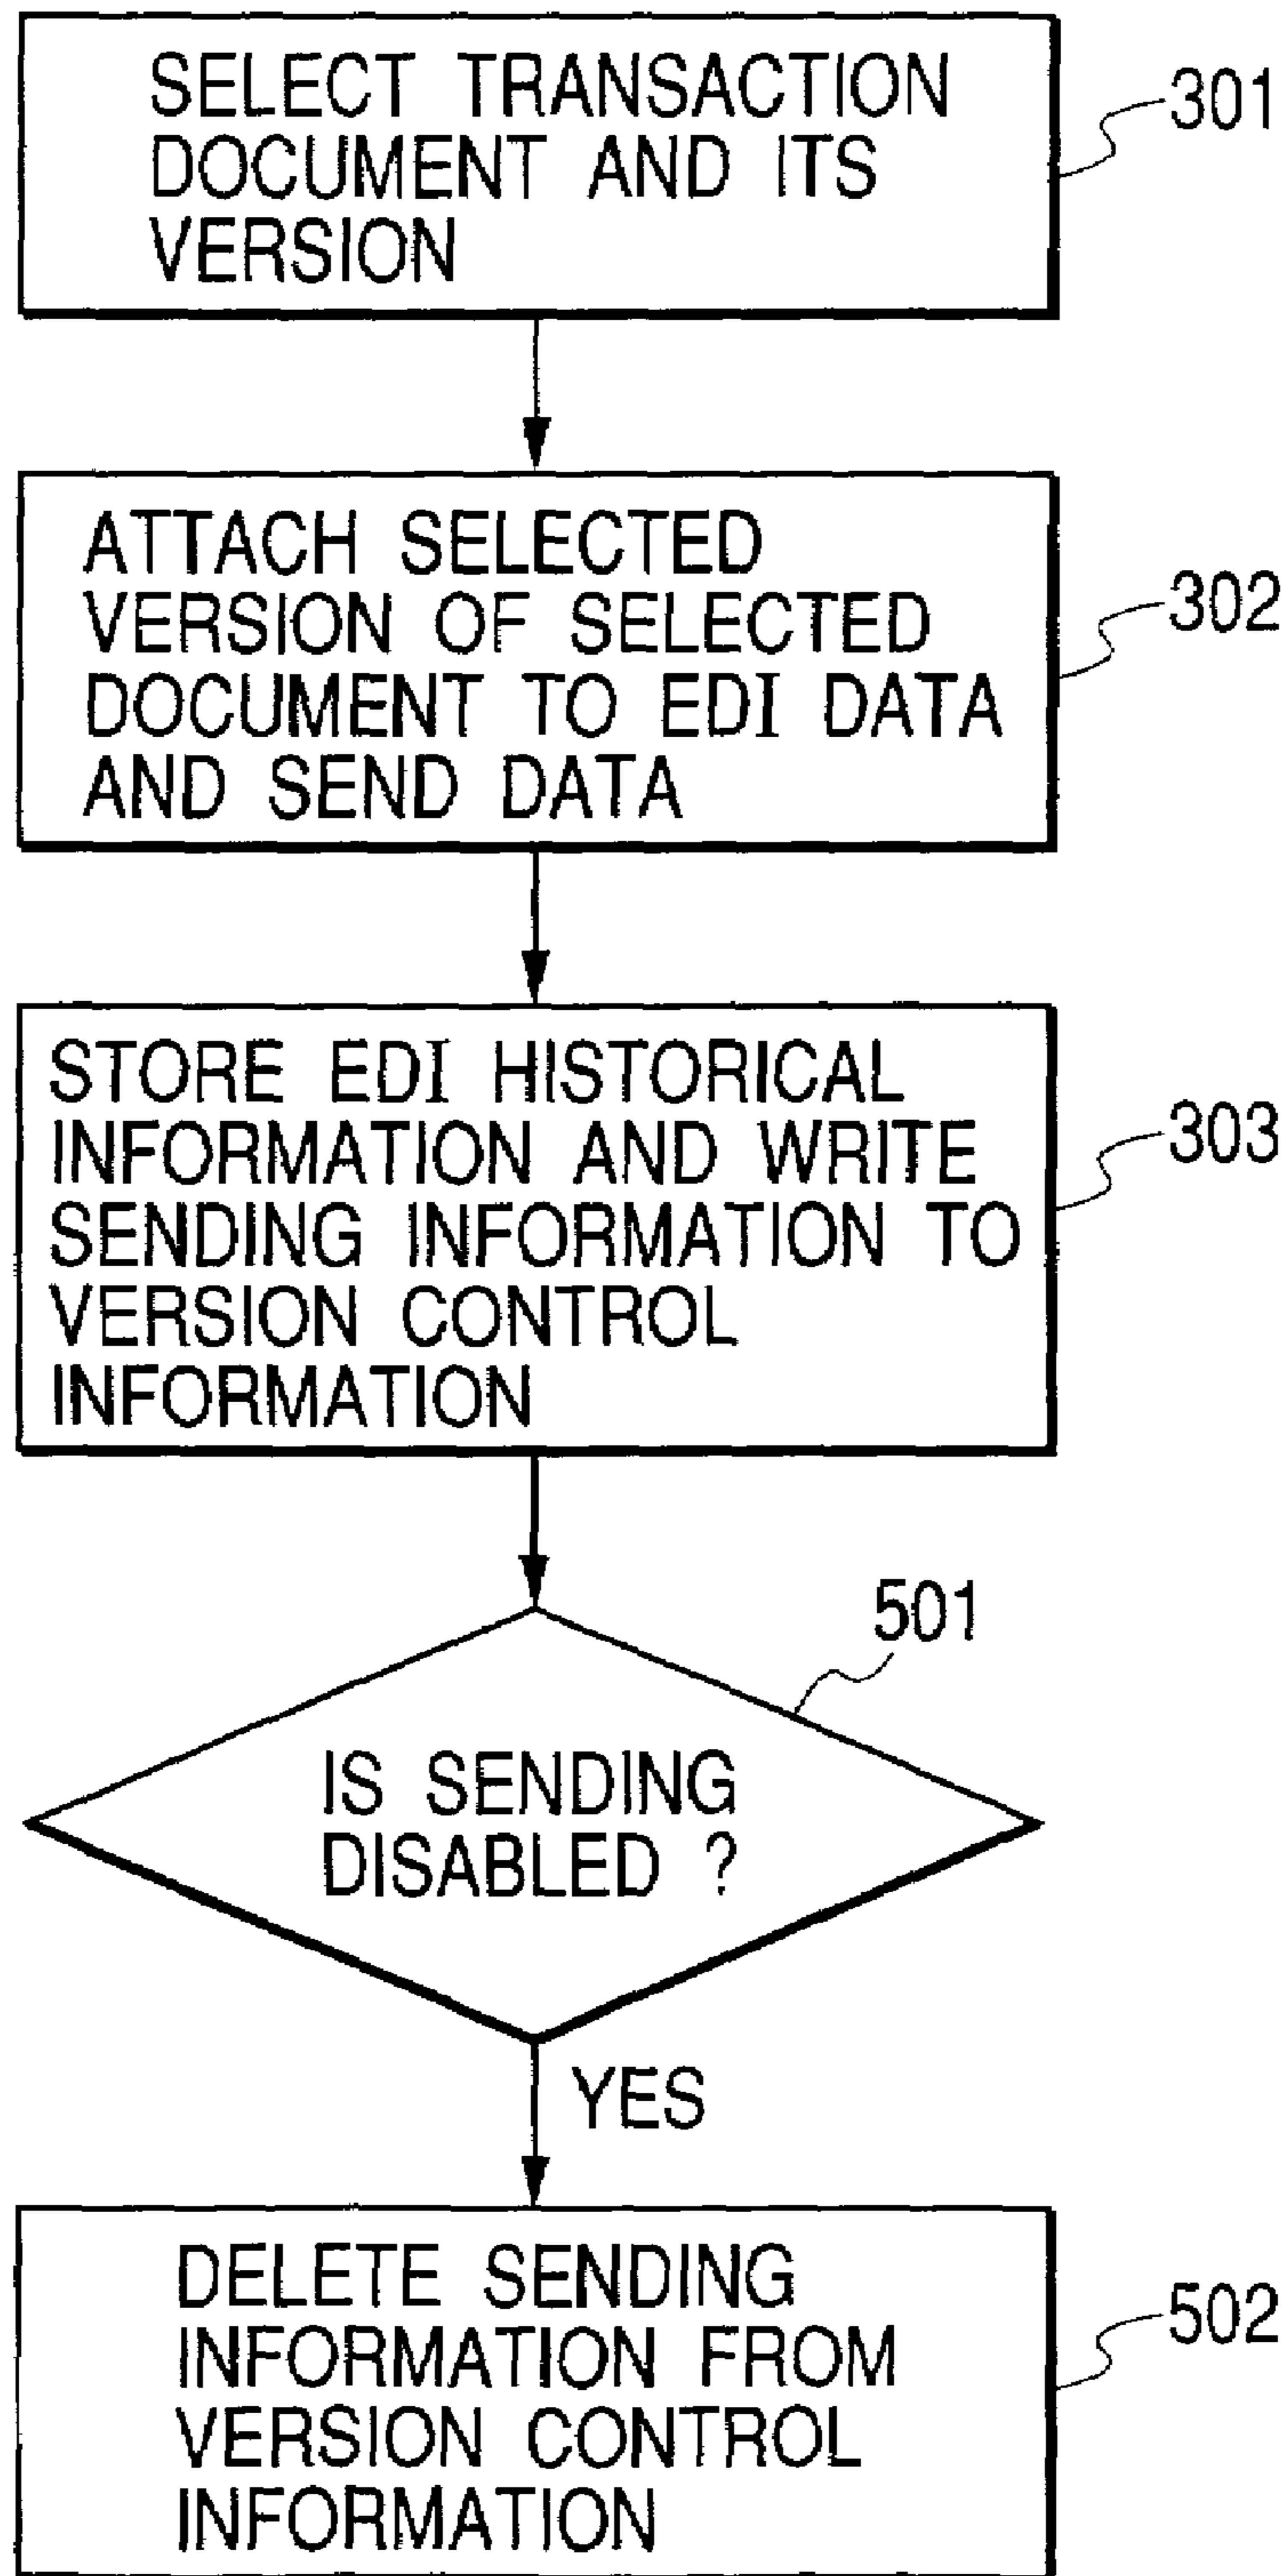 SELECT TRANSACTION
DOCUMENT AND ITS
VERSION
301
ATTACH SELECTED
VERSION OF SELECTED
DOCUMENT TO EDI DATA
AND SEND DATA
302
STORE EDI HISTORICAL
INFORMATION AND WRITE
SENDING INFORMATION TO
VERSION CONTROL
INFORMATION
303
501
IS SENDING
DISABLED ?
YES
DELETE SENDING
INFORMATION FROM
VERSION CONTROL
INFORMATION
502